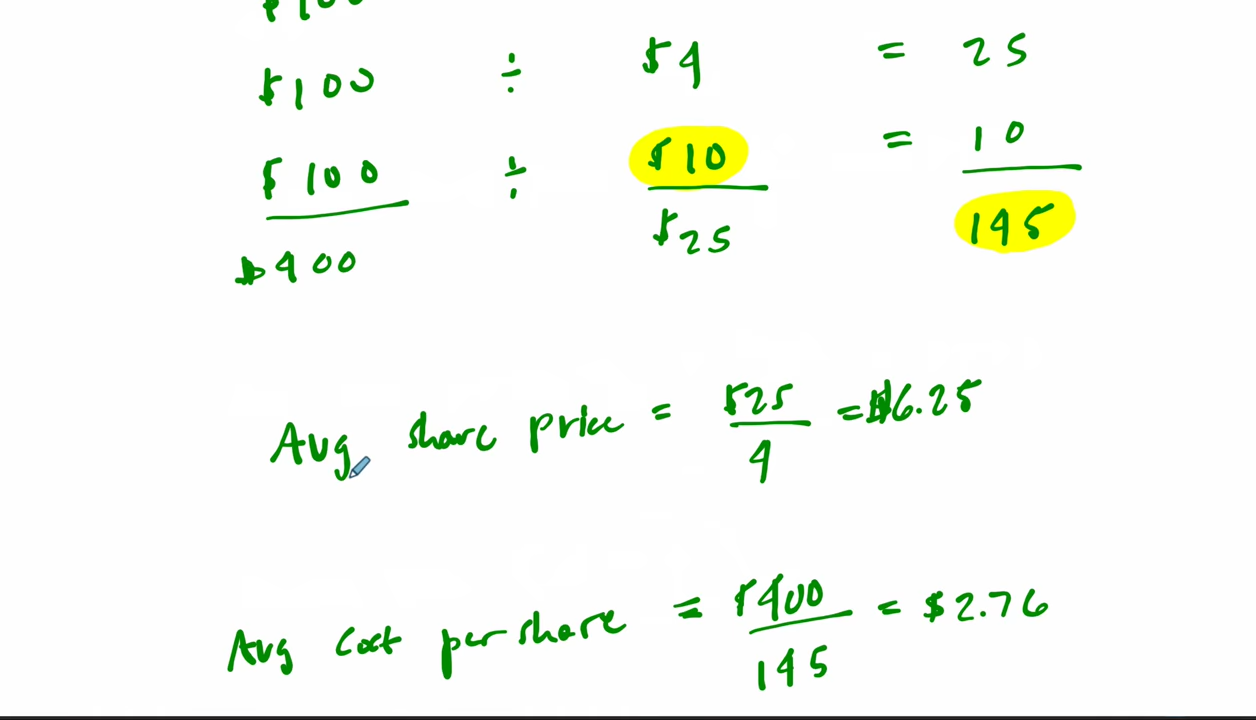 $100
$100 ÷ $4 = 25
$100 ÷ $10 = 10
$400 $25 145
Avg share price = $25/4 = $6.25
Avg cost per share = $400/145 = $2.76